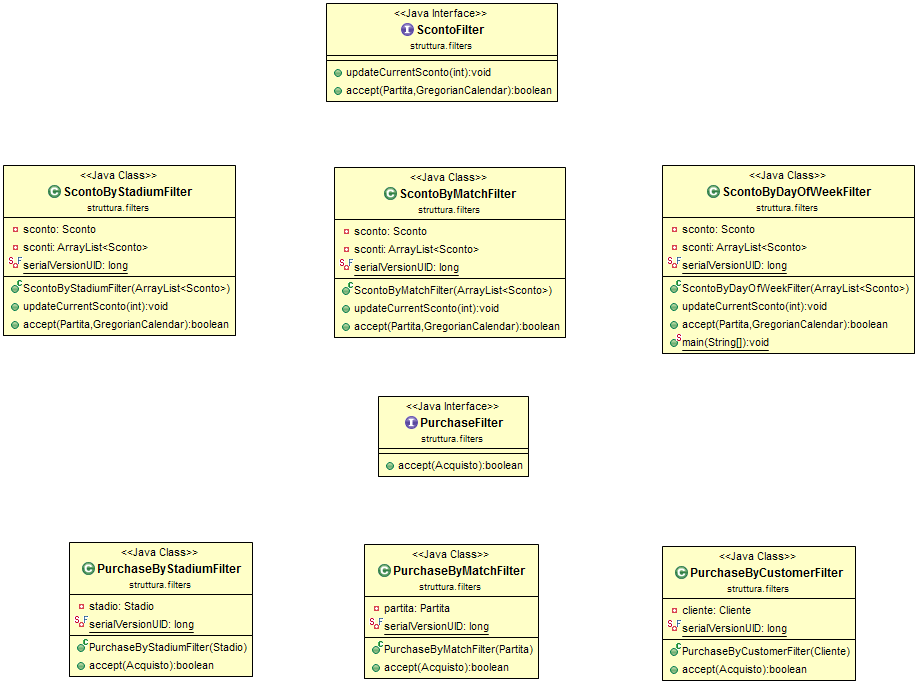 <<Java Interface>>
ScontoFilter
struttura.filters
updateCurrentSconto(int):void
accept(Partita,GregorianCalendar):boolean
<<Java Class>>
ScontoByStadiumFilter
struttura.filters
sconto: Sconto
sconti: ArrayList<Sconto>
serialVersionUID: long
ScontoByStadiumFilter(ArrayList<Sconto>)
updateCurrentSconto(int):void
accept(Partita,GregorianCalendar):boolean
<<Java Class>>
ScontoByMatchFilter
struttura.filters
sconto: Sconto
sconti: ArrayList<Sconto>
serialVersionUID: long
ScontoByMatchFilter(ArrayList<Sconto>)
updateCurrentSconto(int):void
accept(Partita,GregorianCalendar):boolean
<<Java Class>>
ScontoByDayOfWeekFilter
struttura.filters
sconto: Sconto
sconti: ArrayList<Sconto>
serialVersionUID: long
ScontoByDayOfWeekFilter(ArrayList<Sconto>)
updateCurrentSconto(int):void
accept(Partita,GregorianCalendar):boolean
main(String[]):void
<<Java Interface>>
PurchaseFilter
struttura.filters
accept(Acquisto):boolean
<<Java Class>>
PurchaseByStadiumFilter
struttura.filters
stadio: Stadio
serialVersionUID: long
PurchaseByStadiumFilter(Stadio)
accept(Acquisto):boolean
<<Java Class>>
PurchaseByMatchFilter
struttura.filters
partita: Partita
serialVersionUID: long
PurchaseByMatchFilter(Partita)
accept(Acquisto):boolean
<<Java Class>>
PurchaseByCustomerFilter
struttura.filters
cliente: Cliente
serialVersionUID: long
PurchaseByCustomerFilter(Cliente)
accept(Acquisto):boolean